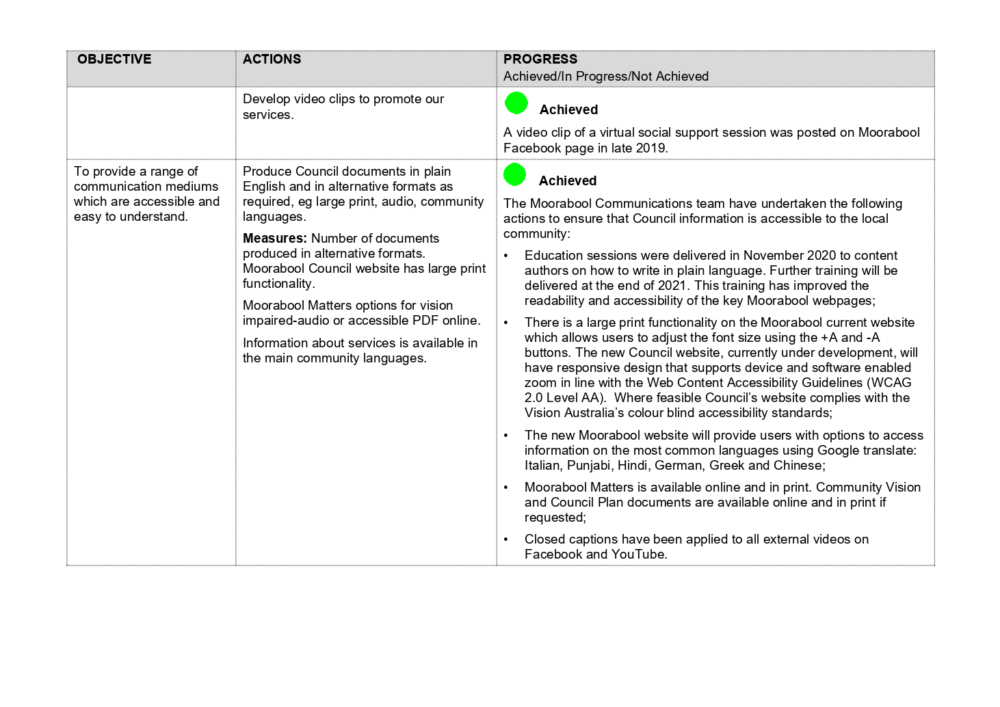 OBJECTIVE
ACTIONS
PROGRESS
Achieved/In Progress/Not Achieved
Develop video clips to promote our
services.
Achieved
A video clip of a virtual social support session was posted on Moorabool
Facebook page in late 2019.
To provide a range of
communication mediums
which are accessible and
easy to understand.
Produce Council documents in plain
English and in alternative formats as
required, eg large print, audio, community
languages.
Measures: Number of documents
produced in alternative formats.
Moorabool Council website has large print
functionality.
Moorabool Matters options for vision
impaired-audio or accessible PDF online.
Information about services is available in
the main community languages.
Achieved
The Moorabool Communications team have undertaken the following
actions to ensure that Council information is accessible to the local
community:
• Education sessions were delivered in November 2020 to content
authors on how to write in plain language. Further training will be
delivered at the end of 2021. This training has improved the
readability and accessibility of the key Moorabool webpages;
• There is a large print functionality on the Moorabool current website
which allows users to adjust the font size using the +A and -A
buttons. The new Council website, currently under development, will
have responsive design that supports device and software enabled
zoom in line with the Web Content Accessibility Guidelines (WCAG
2.0 Level AA).  Where feasible Council’s website complies with the
Vision Australia’s colour blind accessibility standards;
• The new Moorabool website will provide users with options to access
information on the most common languages using Google translate:
Italian, Punjabi, Hindi, German, Greek and Chinese;
• Moorabool Matters is available online and in print. Community Vision
and Council Plan documents are available online and in print if
requested;
• Closed captions have been applied to all external videos on
Facebook and YouTube.